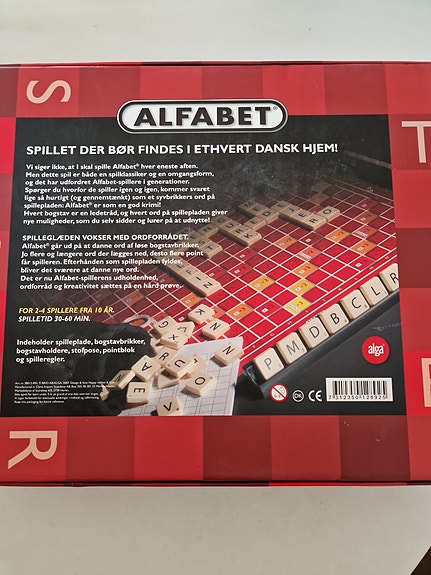 S
ALFABET®
SPILLET DER BØR FINDES I ETHVERT DANSK HJEM!
T
Vi siger ikke, at I skal spille Alfabet® hver eneste aften.
Men dette spil er både en spilklassiker og en omgangsform,
og det har udfordret Alfabet-spillere i generationer.
Spørger du hvorfor de spiller igen og igen, kommer svaret
lige så hurtigt (og gennemtænkt) som et syvbrikkers ord på
spillepladen: Alfabet® er som en god krimi!
Hvert bogstav er en ledetråd, og hvert ord på spillepladen giver
nye muligheder, som du selv sidder og lurer på at udnytte!
SPILLEGLÆDEN VOKSER MED ORDFORRÅDET.
Alfabet® går ud på at danne ord af løse bogstavbrikker.
Jo flere og længere ord der lægges ned, desto flere point
får spilleren. Efterhånden som spillepladen fyldes,
bliver det sværere at danne nye ord.
Det er nu Alfabet-spillerens udholdenhed,
ordforråd og kreativitet sættes på en hård prøve.
FOR 2-4 SPILLERE FRA 10 ÅR.
SPILLETID 30-60 MIN.
Indeholder spilleplade, bogstavbrikker,
bogstavholdere, stofpose, pointblok
og spilleregler.
P M D B C L R
alga
DK
CE
7 312350 128925
R